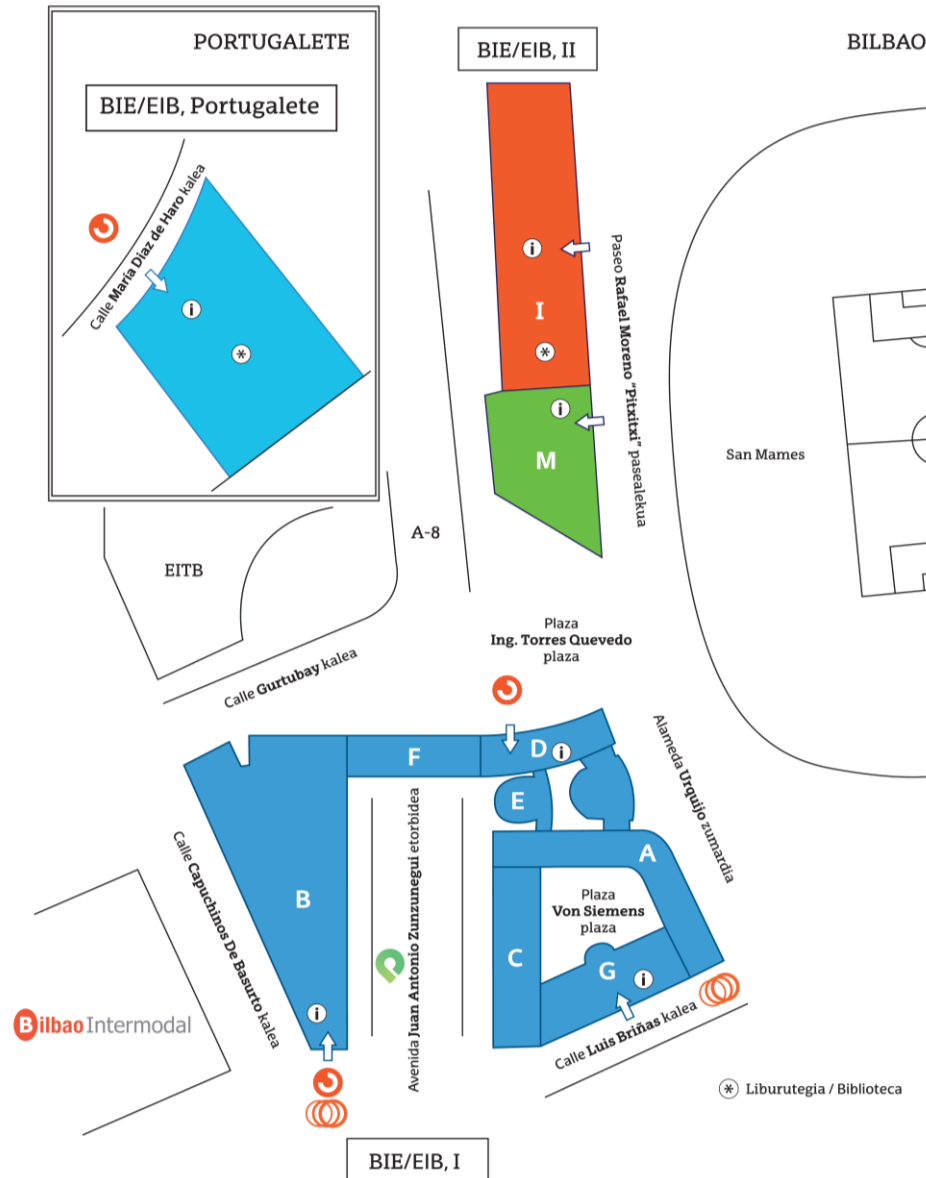 PORTUGALETE
BIE/EIB, Portugalete
Calle María Diaz de Haro kalea
i
*
BIE/EIB, II
BILBAO
i
I
*
i
M
Paseo Rafael Moreno "Pitxitxi" pasealekua
San Mames
A-8
EITB
Calle Gurtubay kalea
Plaza
Ing. Torres Quevedo
plaza
F
D
i
E
A
Alameda Urquijo zumardia
B
Calle Capuchinos De Basurto kalea
Avenida Juan Antonio Zunzunegui etorbidea
C
Plaza
Von Siemens
plaza
G
i
Calle Luis Briñas kalea
i
Bilbao Intermodal
* Liburutegia / Biblioteca
BIE/EIB, I